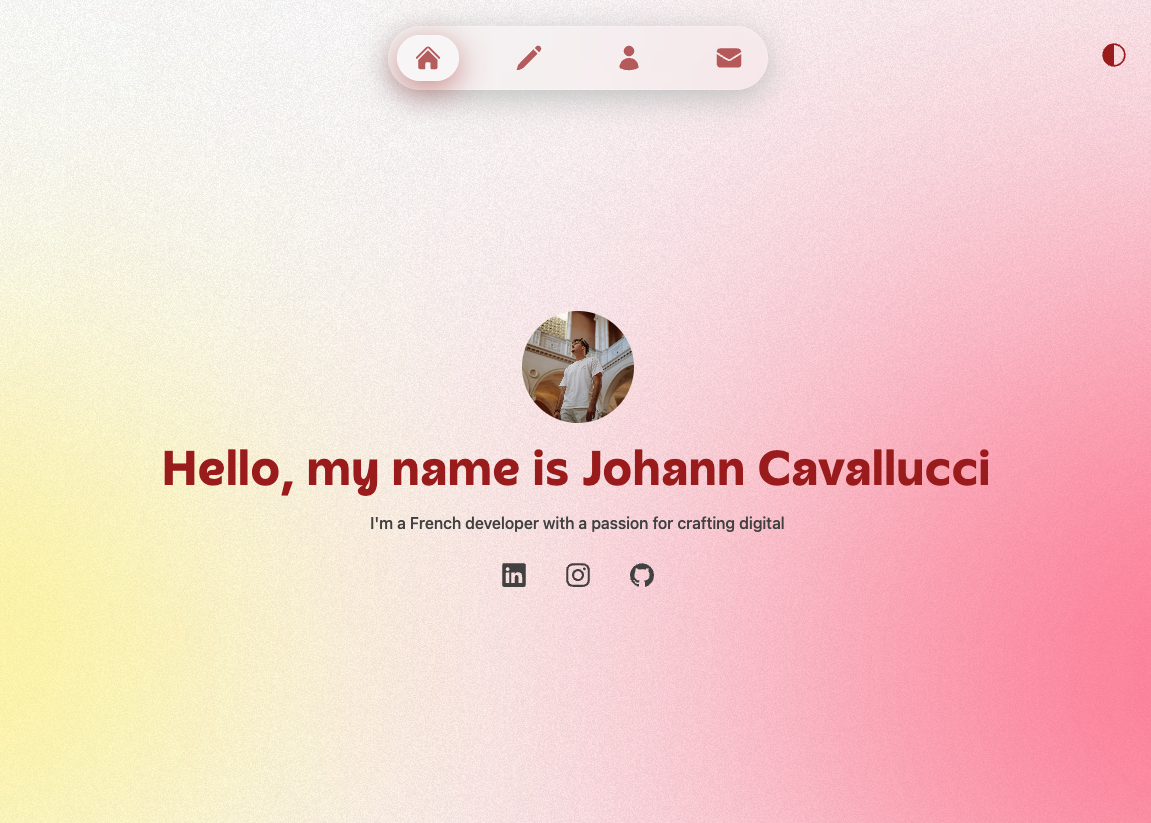 Hello, my name is Johann Cavallucci
I'm a French developer with a passion for crafting digital